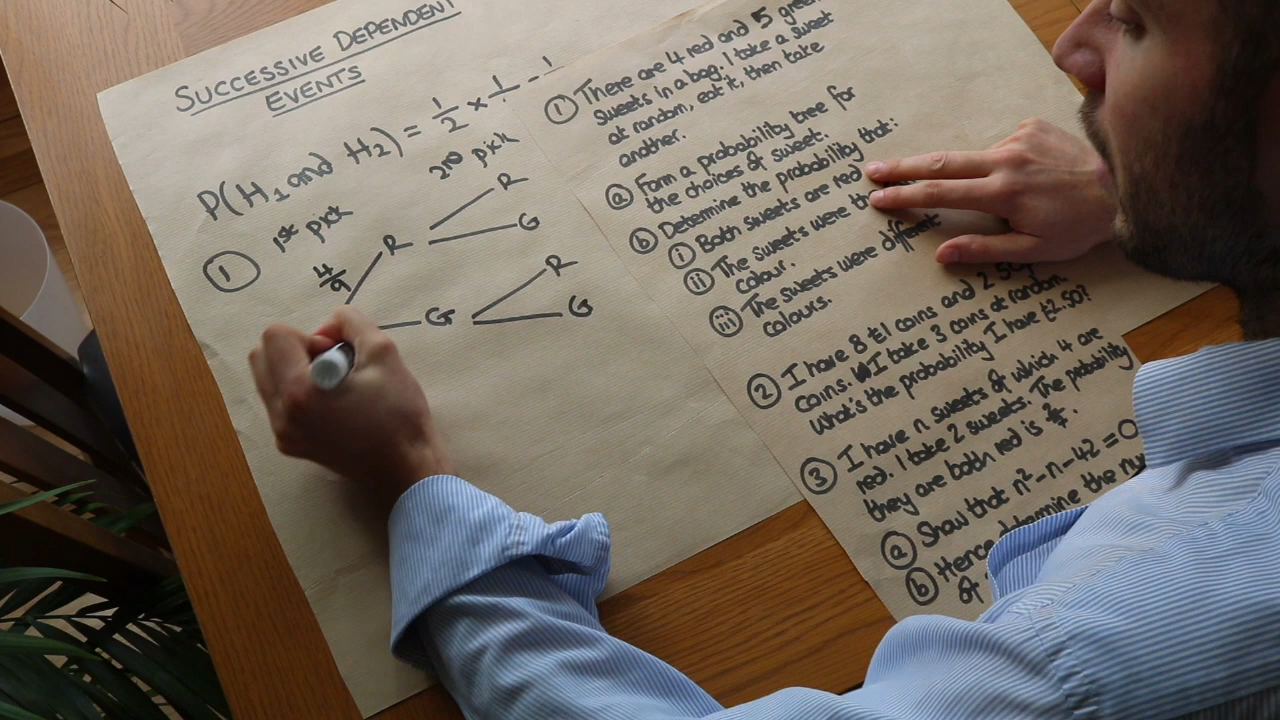 SUCCESSIVE DEPENDENT
EVENTS
P(H₁ and H₂) = 1/2 × 1/
1st pick
2nd pick
①
4/9
R
R
G
G
R
G
① There are 4 red and 5 green
sweets in a bag. I take a sweet
at random, eat it, then take
another.
ⓐ Form a probability tree for
the choices of sweet.
ⓑ Determine the probability that:
ⓘ Both sweets are red
ⓘⓘ The sweets were the
colour.
ⓘⓘⓘ The sweets were different
colours.
② I have 8 £1 coins and 2 50p
coins. I take 3 coins at random.
What's the probability I have £2.50?
③ I have n sweets of which 4 are
red. I take 2 sweets. The probability
they are both red is 2/7.
ⓐ Show that n²-n-42=0
ⓑ Hence determine the
of